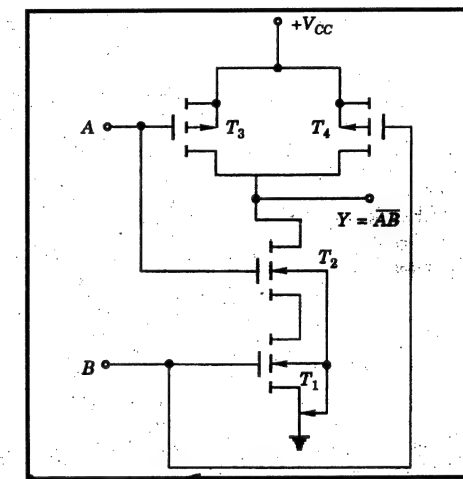 +V_CC
A
T_3
T_4
Y = \overline{AB}
T_2
B
T_1